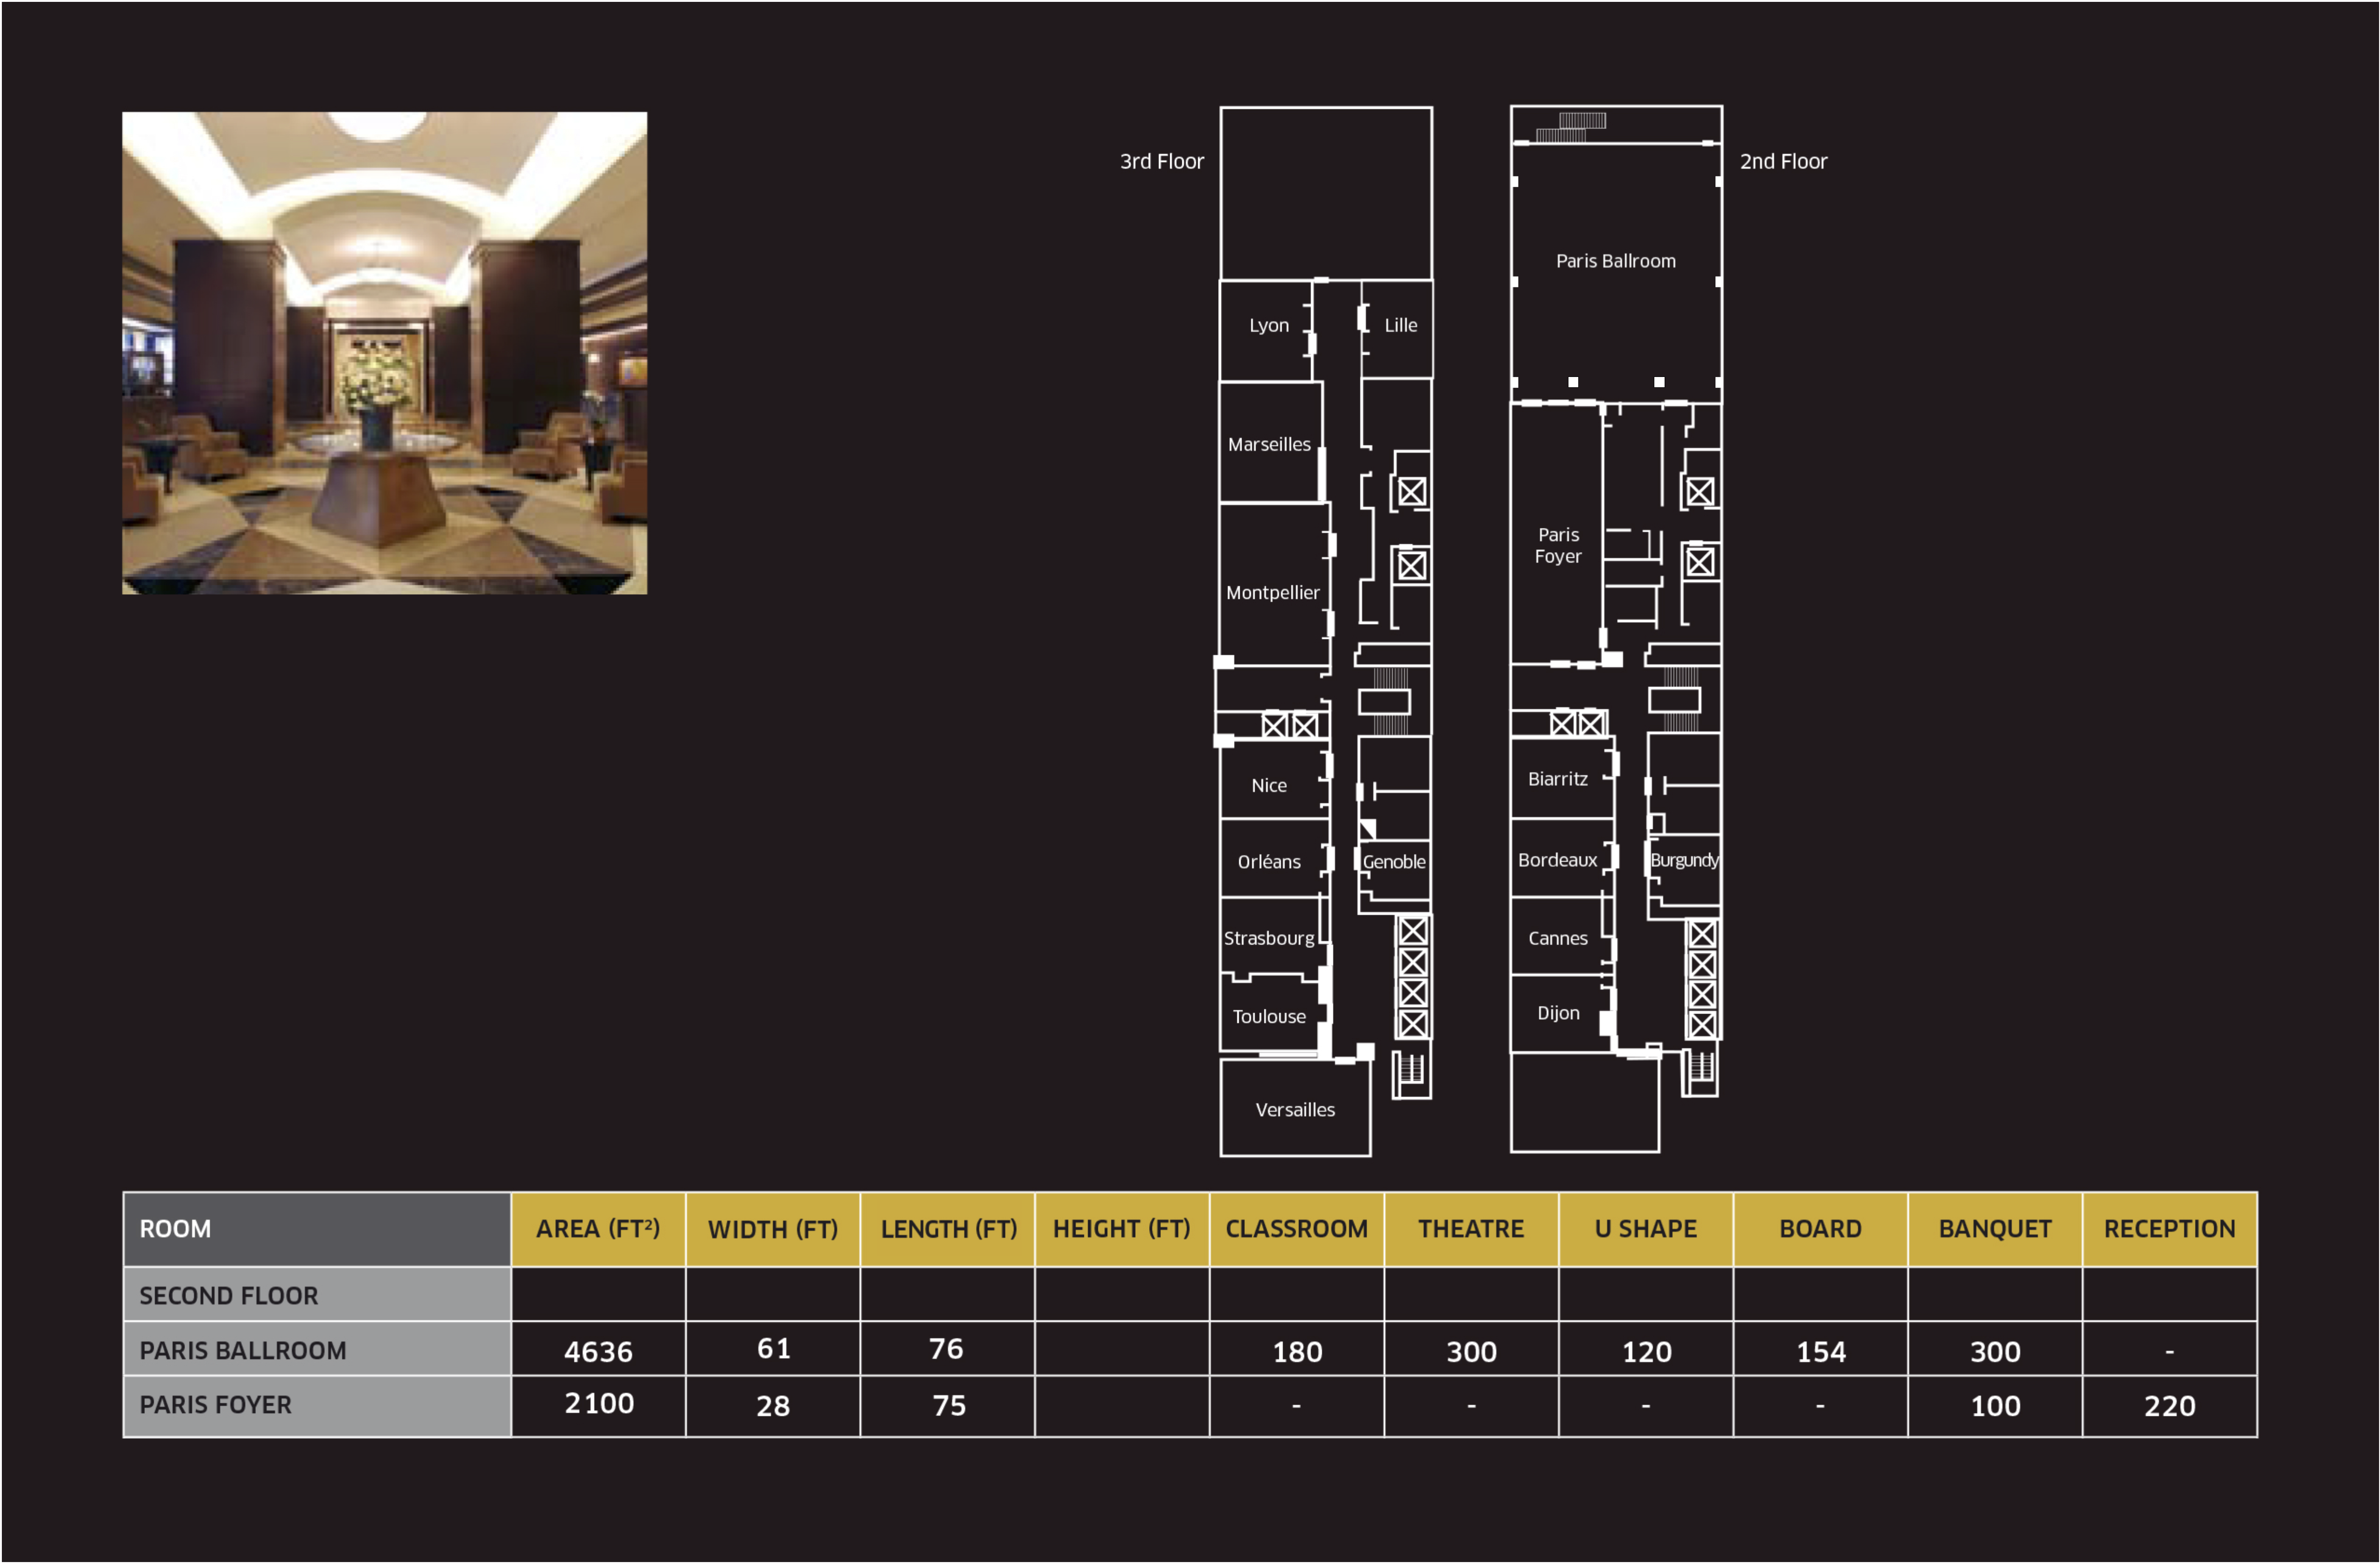 3rd Floor
2nd Floor
Lyon
Lille
Marseilles
Montpellier
Nice
Orléans
Genoble
Strasbourg
Toulouse
Versailles
Paris Ballroom
Paris
Foyer
Biarritz
Bordeaux
Burgundy
Cannes
Dijon
ROOM AREA (FT²) WIDTH (FT) LENGTH (FT) HEIGHT (FT) CLASSROOM THEATRE U SHAPE BOARD BANQUET RECEPTION
SECOND FLOOR
PARIS BALLROOM 4636 61 76 180 300 120 154 300 -
PARIS FOYER 2100 28 75 - - - - 100 220